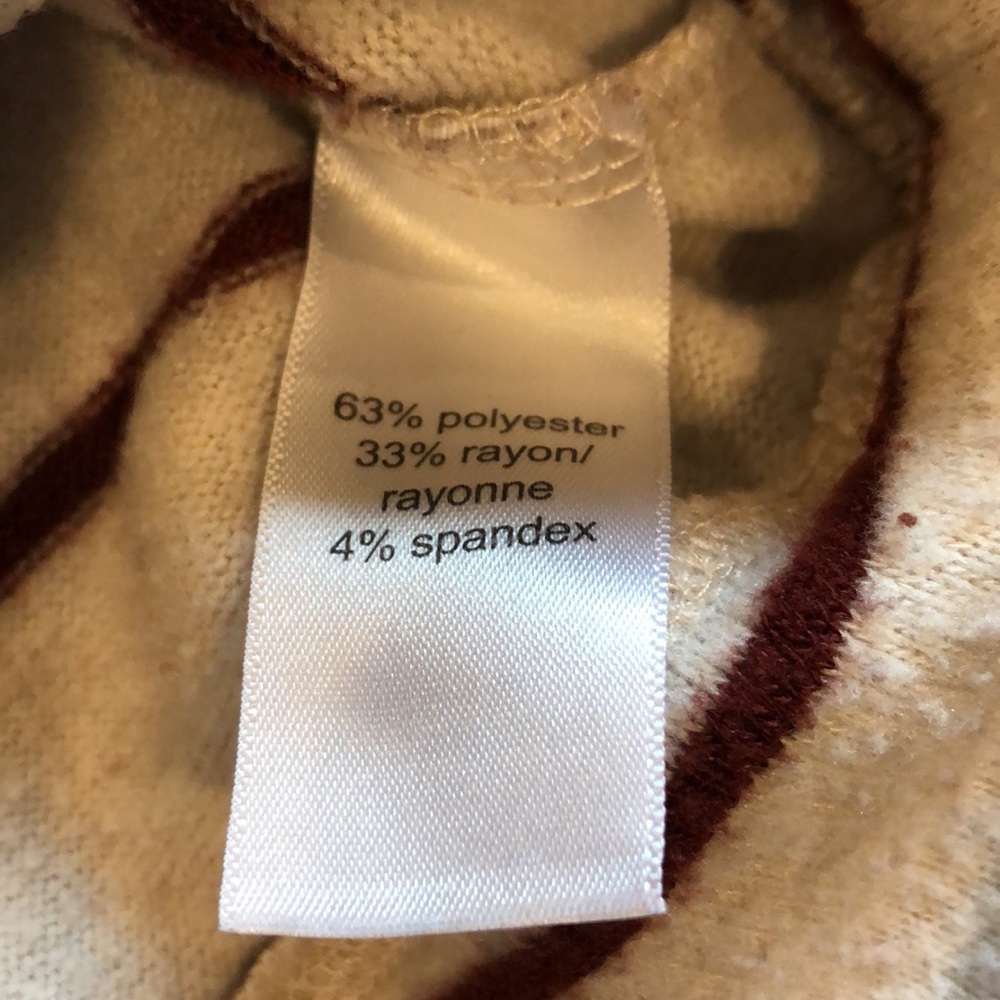 63% polyester
33% rayon/
rayonne
4% spandex